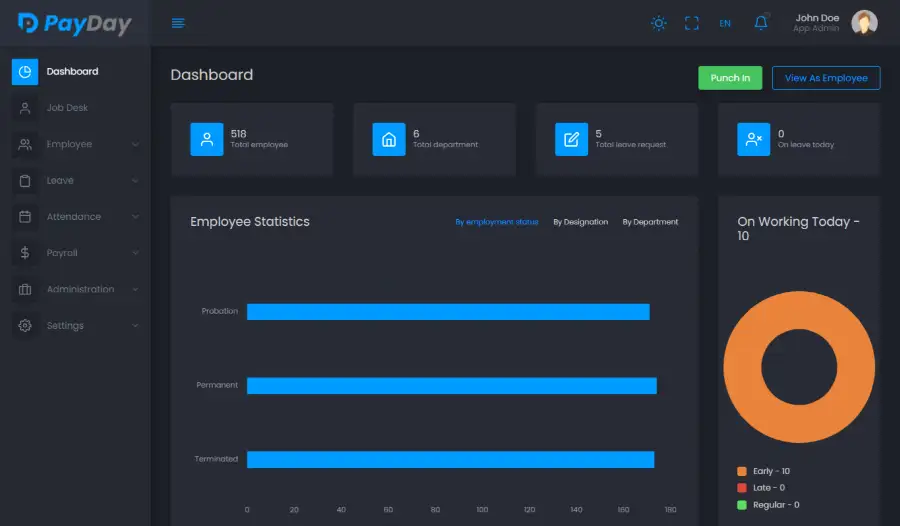 PayDay
EN
John Doe
App Admin
Dashboard
Job Desk
Employee
Leave
Attendance
Payroll
Administration
Settings
Dashboard
Punch In
View As Employee
518
Total employee
6
Total department
5
Total leave request
0
On leave today
Employee Statistics
By employment status
By Designation
By Department
Probation
Permanent
Terminated
0 20 40 60 80 100 120 140 160 180
On Working Today -
10
Early - 10
Late - 0
Regular - 0